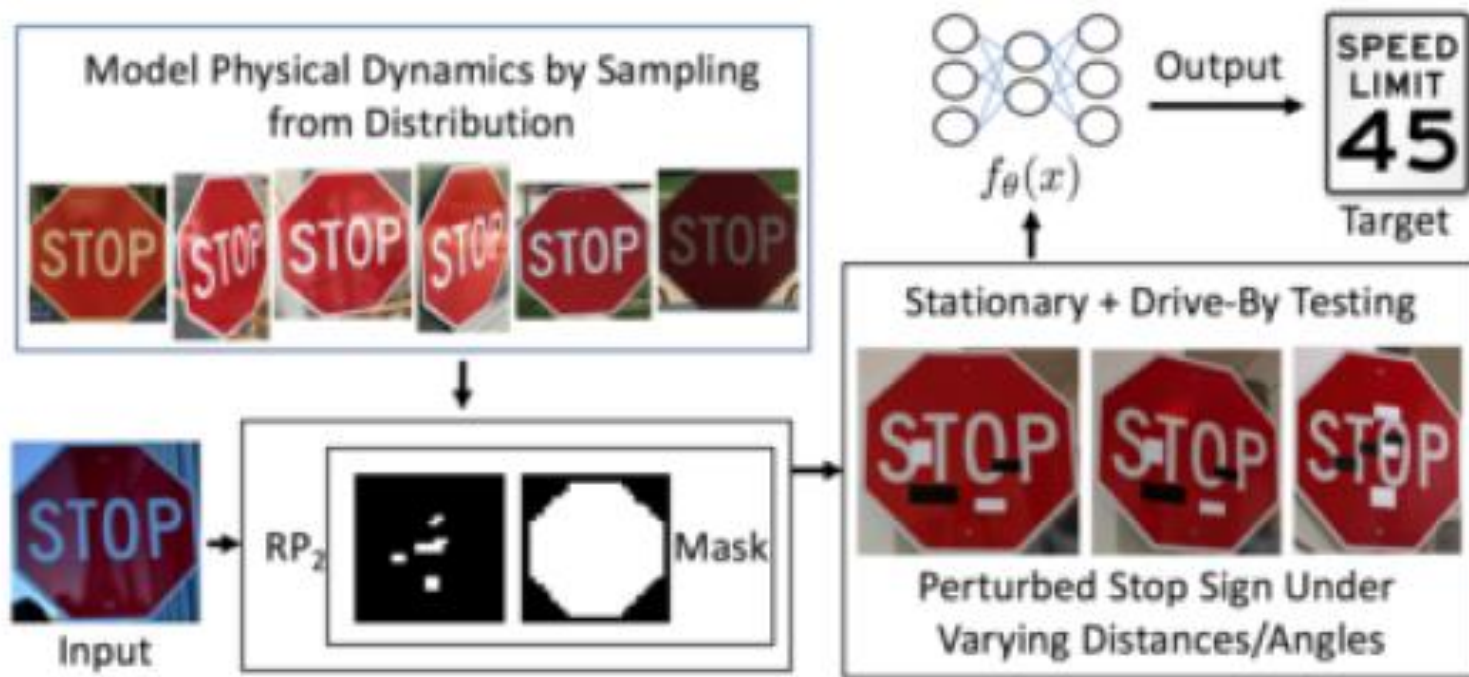 Model Physical Dynamics by Sampling
from Distribution
STOP STOP STOP STOP STOP STOP
Output
SPEED
LIMIT
45
Target
f_θ(x)
Stationary + Drive-By Testing
STOP STOP STOP
Perturbed Stop Sign Under
Varying Distances/Angles
STOP
Input
RP₂
Mask